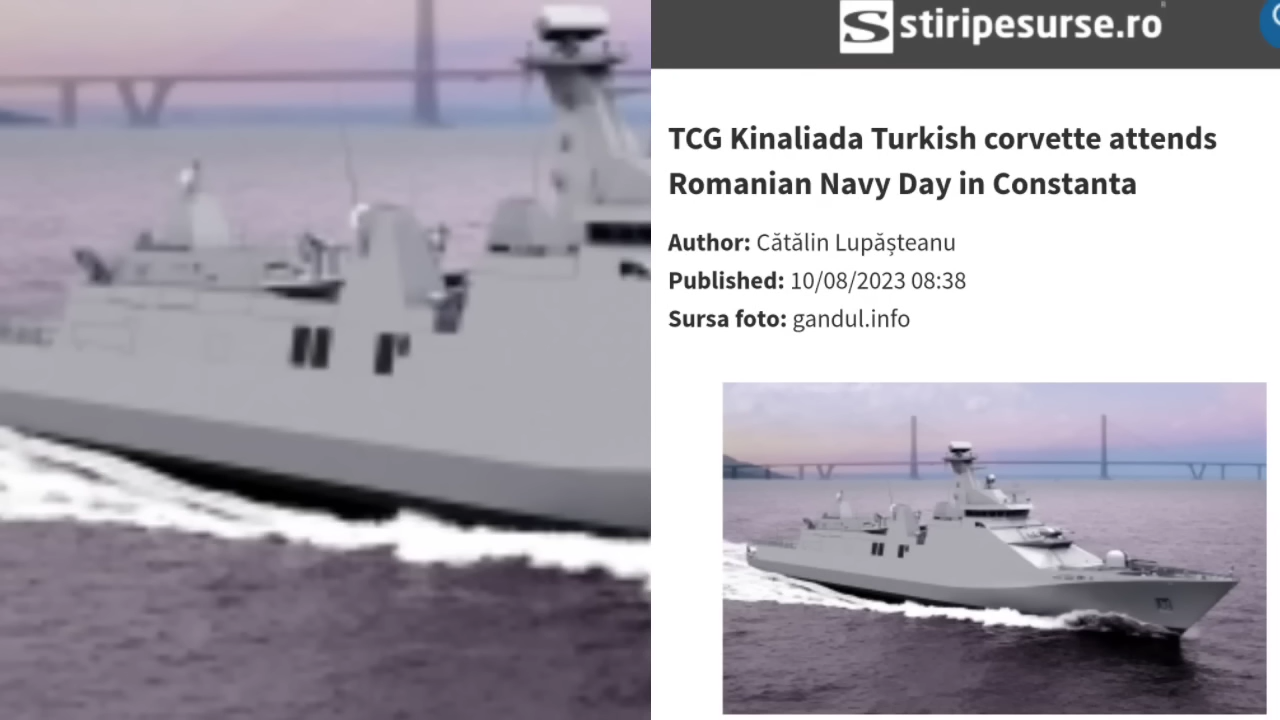 stiripesurse.ro
TCG Kinaliada Turkish corvette attends
Romanian Navy Day in Constanta
Author: Cătălin Lupășteanu
Published: 10/08/2023 08:38
Sursa foto: gandul.info